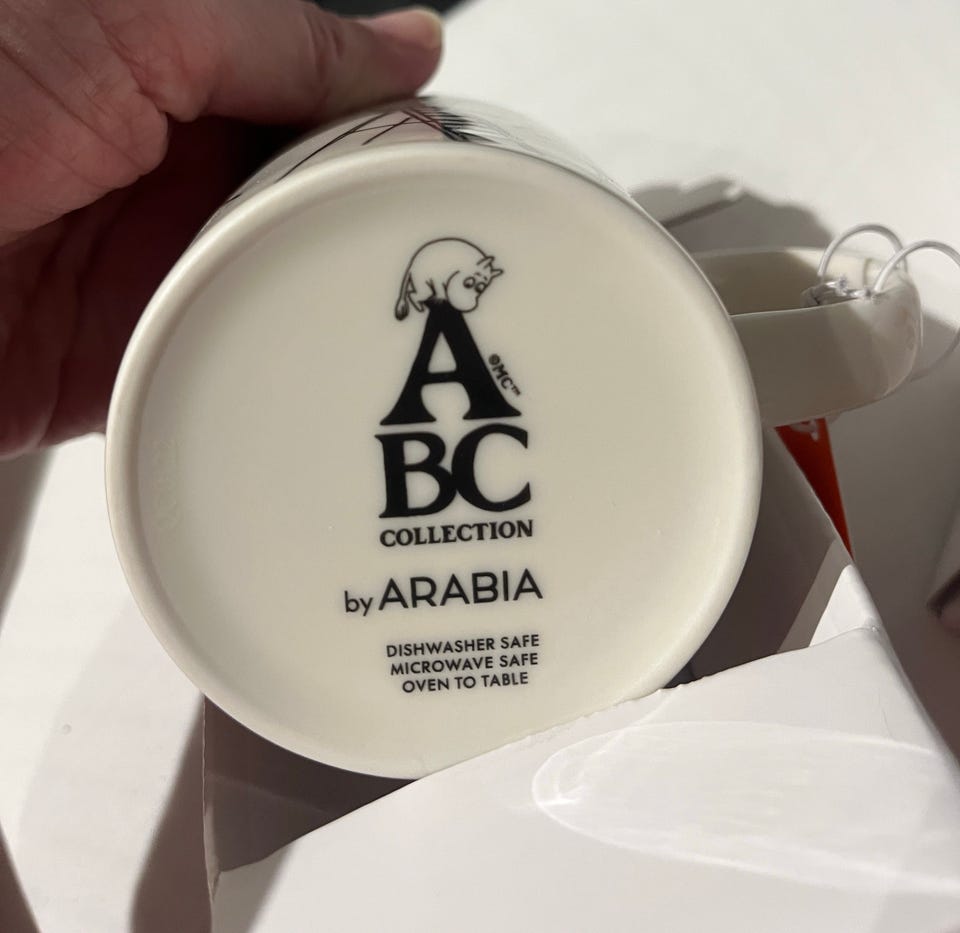 A
©MC™
BC
COLLECTION
by ARABIA
DISHWASHER SAFE
MICROWAVE SAFE
OVEN TO TABLE